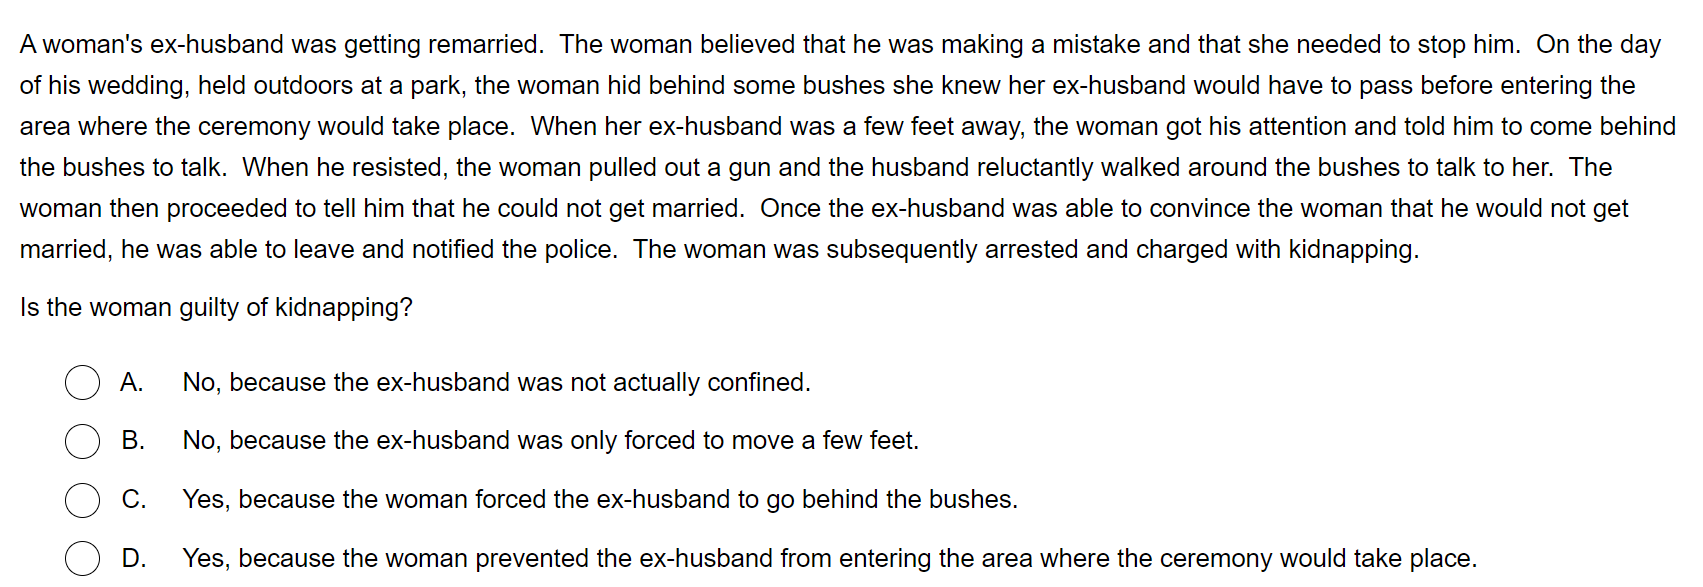 A woman's ex-husband was getting remarried.  The woman believed that he was making a mistake and that she needed to stop him.  On the day
of his wedding, held outdoors at a park, the woman hid behind some bushes she knew her ex-husband would have to pass before entering the
area where the ceremony would take place.  When her ex-husband was a few feet away, the woman got his attention and told him to come behind
the bushes to talk.  When he resisted, the woman pulled out a gun and the husband reluctantly walked around the bushes to talk to her.  The
woman then proceeded to tell him that he could not get married.  Once the ex-husband was able to convince the woman that he would not get
married, he was able to leave and notified the police.  The woman was subsequently arrested and charged with kidnapping.
Is the woman guilty of kidnapping?
A. No, because the ex-husband was not actually confined.
B. No, because the ex-husband was only forced to move a few feet.
C. Yes, because the woman forced the ex-husband to go behind the bushes.
D. Yes, because the woman prevented the ex-husband from entering the area where the ceremony would take place.